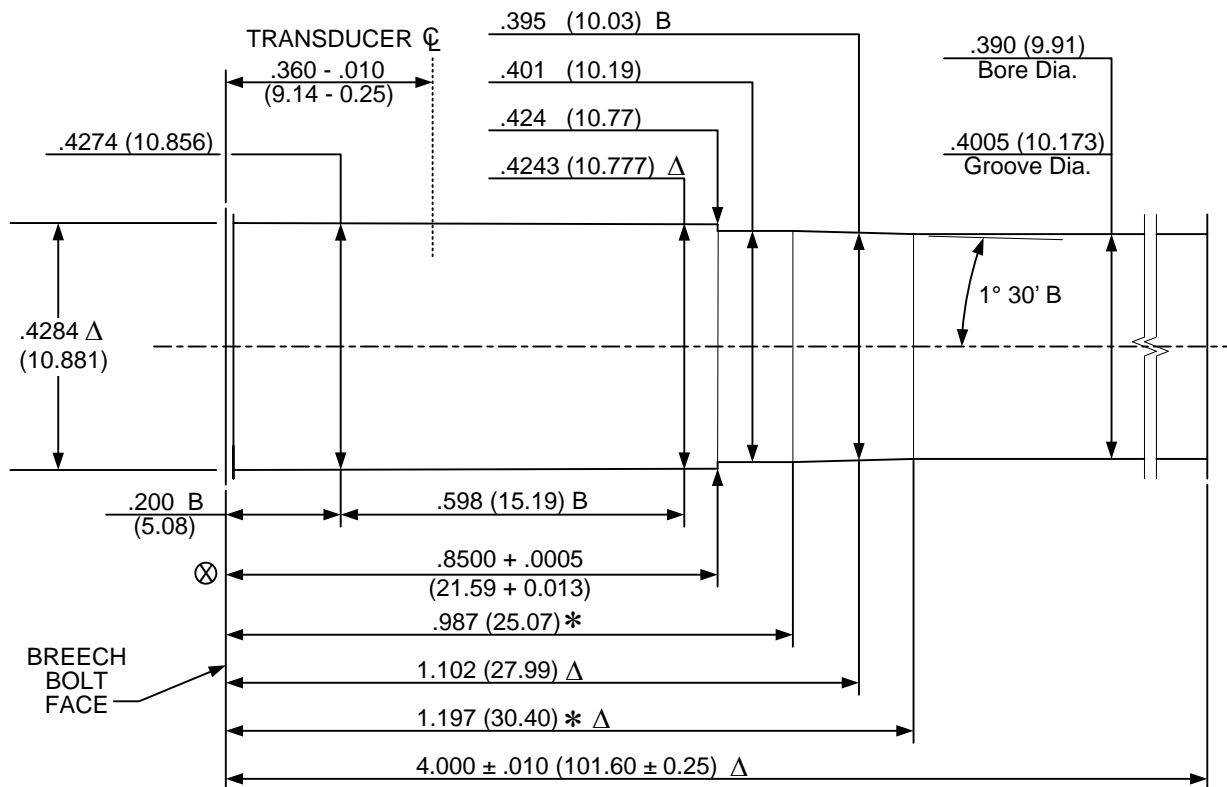 TRANSDUCER ℄
.360 - .010
(9.14 - 0.25)
.395 (10.03) B
.401 (10.19)
.424 (10.77)
.4243 (10.777) Δ
.390 (9.91)
Bore Dia.
.4005 (10.173)
Groove Dia.
.4274 (10.856)
.4284 Δ
(10.881)
1° 30’ B
.200 B
(5.08)
.598 (15.19) B
⊗
.8500 + .0005
(21.59 + 0.013)
.987 (25.07) *
BREECH
BOLT
FACE
1.102 (27.99) Δ
1.197 (30.40) * Δ
4.000 ± .010 (101.60 ± 0.25) Δ